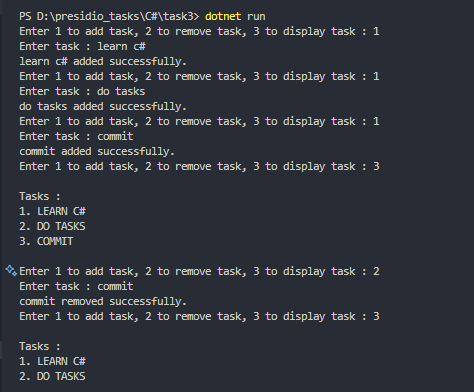 PS D:\presidio_tasks\C#\task3> dotnet run
Enter 1 to add task, 2 to remove task, 3 to display task : 1
Enter task : learn c#
learn c# added successfully.
Enter 1 to add task, 2 to remove task, 3 to display task : 1
Enter task : do tasks
do tasks added successfully.
Enter 1 to add task, 2 to remove task, 3 to display task : 1
Enter task : commit
commit added successfully.
Enter 1 to add task, 2 to remove task, 3 to display task : 3
Tasks :
1. LEARN C#
2. DO TASKS
3. COMMIT
Enter 1 to add task, 2 to remove task, 3 to display task : 2
Enter task : commit
commit removed successfully.
Enter 1 to add task, 2 to remove task, 3 to display task : 3
Tasks :
1. LEARN C#
2. DO TASKS